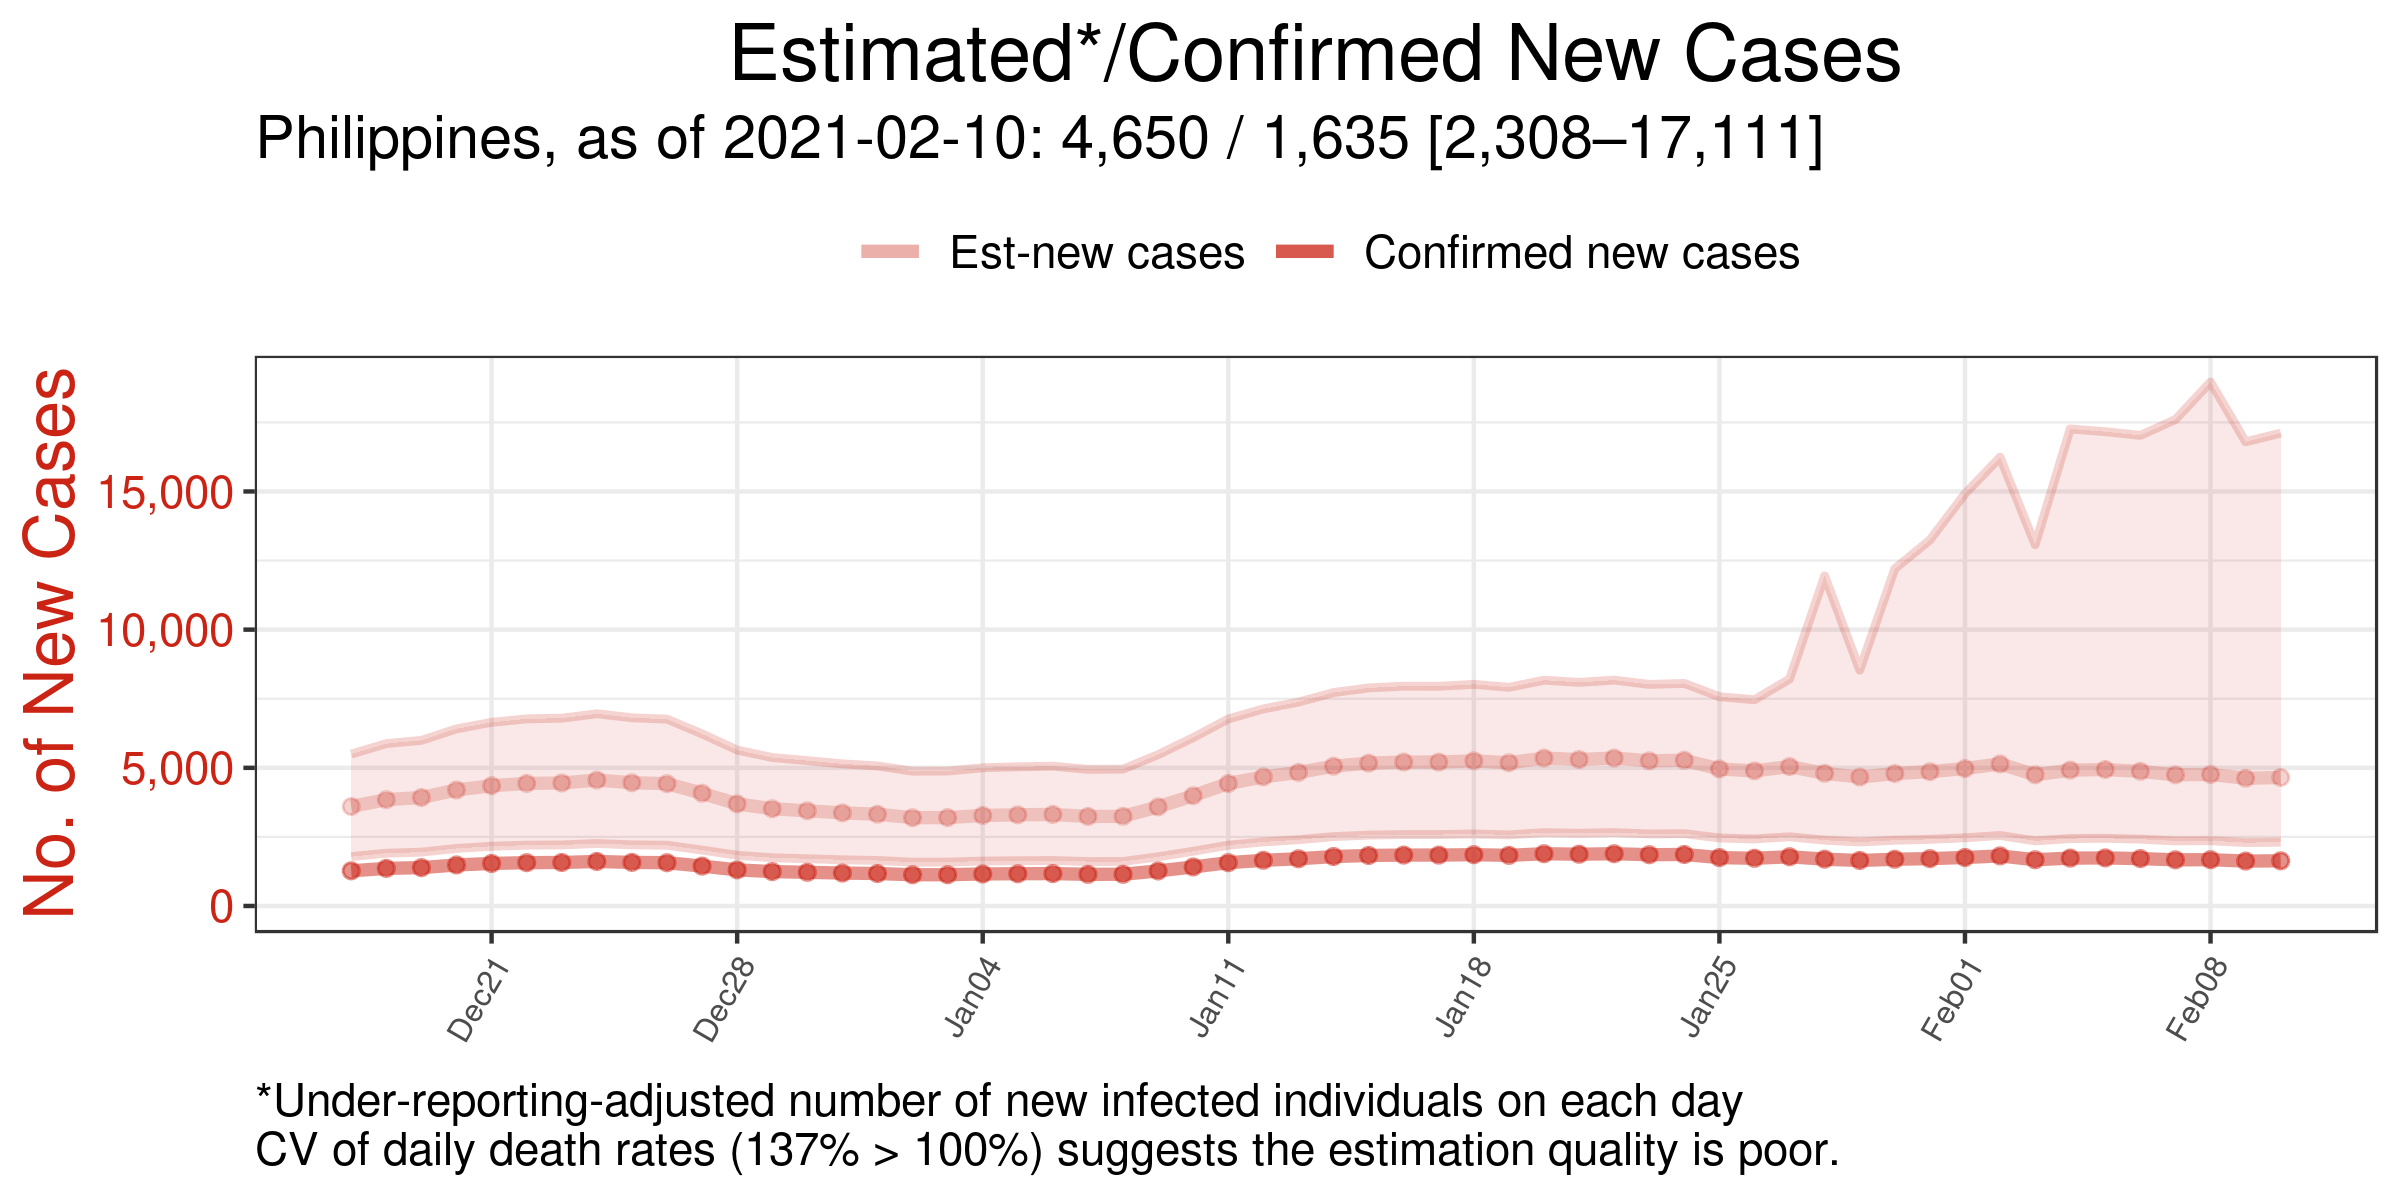 Estimated*/Confirmed New Cases
Philippines, as of 2021-02-10: 4,650 / 1,635 [2,308–17,111]
Est-new cases
Confirmed new cases
No. of New Cases
15,000
10,000
5,000
0
Dec21
Dec28
Jan04
Jan11
Jan18
Jan25
Feb01
Feb08
*Under-reporting-adjusted number of new infected individuals on each day
CV of daily death rates (137% > 100%) suggests the estimation quality is poor.